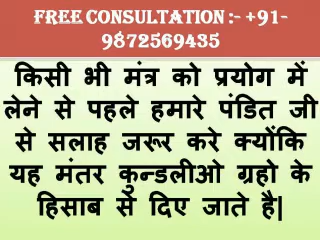 FREE CONSULTATION :- +91-
9872569435
किसी भी मंत्र को प्रयोग में
लेने से पहले हमारे पंडित जी
से सलाह जरूर करे क्योंकि
यह मंतर कुन्डलीओ ग्रहो के
हिसाब से दिए जाते है|